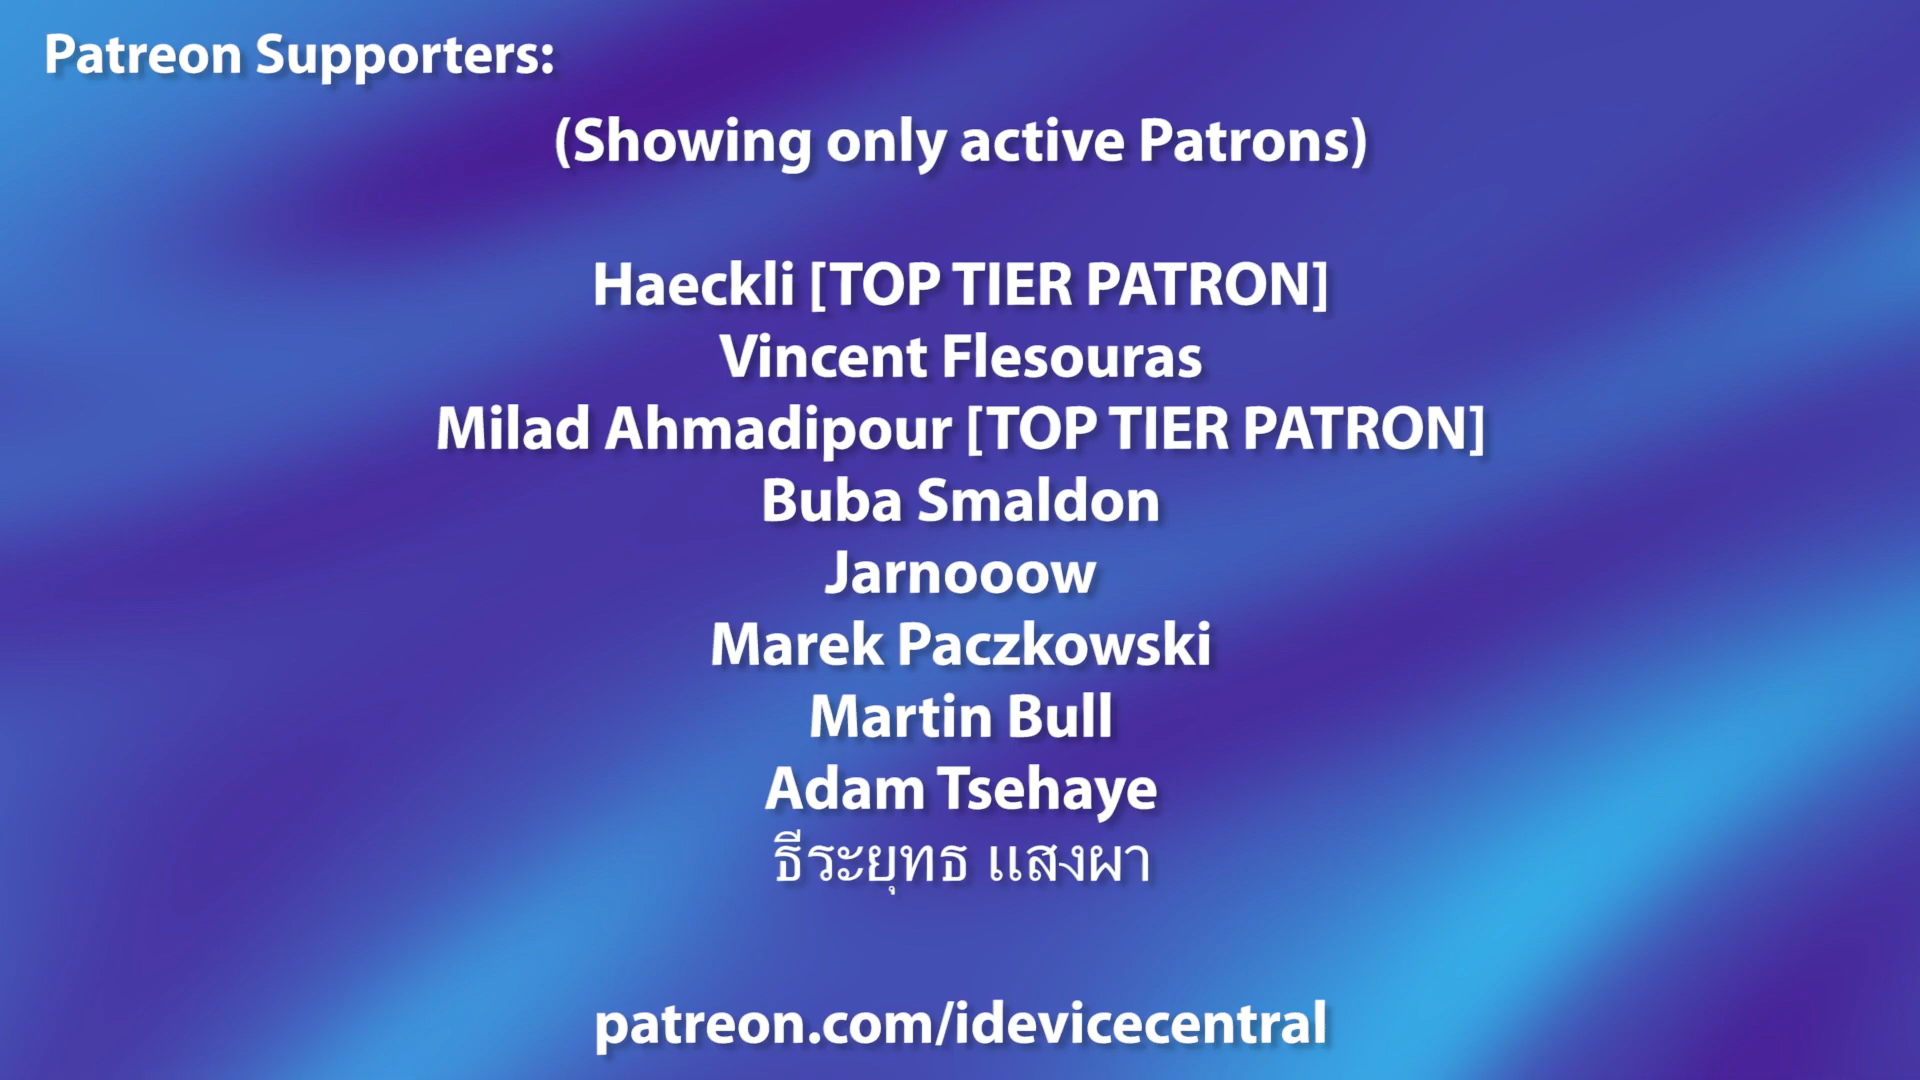 Patreon Supporters:
(Showing only active Patrons)
Haeckli [TOP TIER PATRON]
Vincent Flesouras
Milad Ahmadipour [TOP TIER PATRON]
Buba Smaldon
Jarnooow
Marek Paczkowski
Martin Bull
Adam Tsehaye
ธีระยุทธ แสงผา
patreon.com/idevicecentral